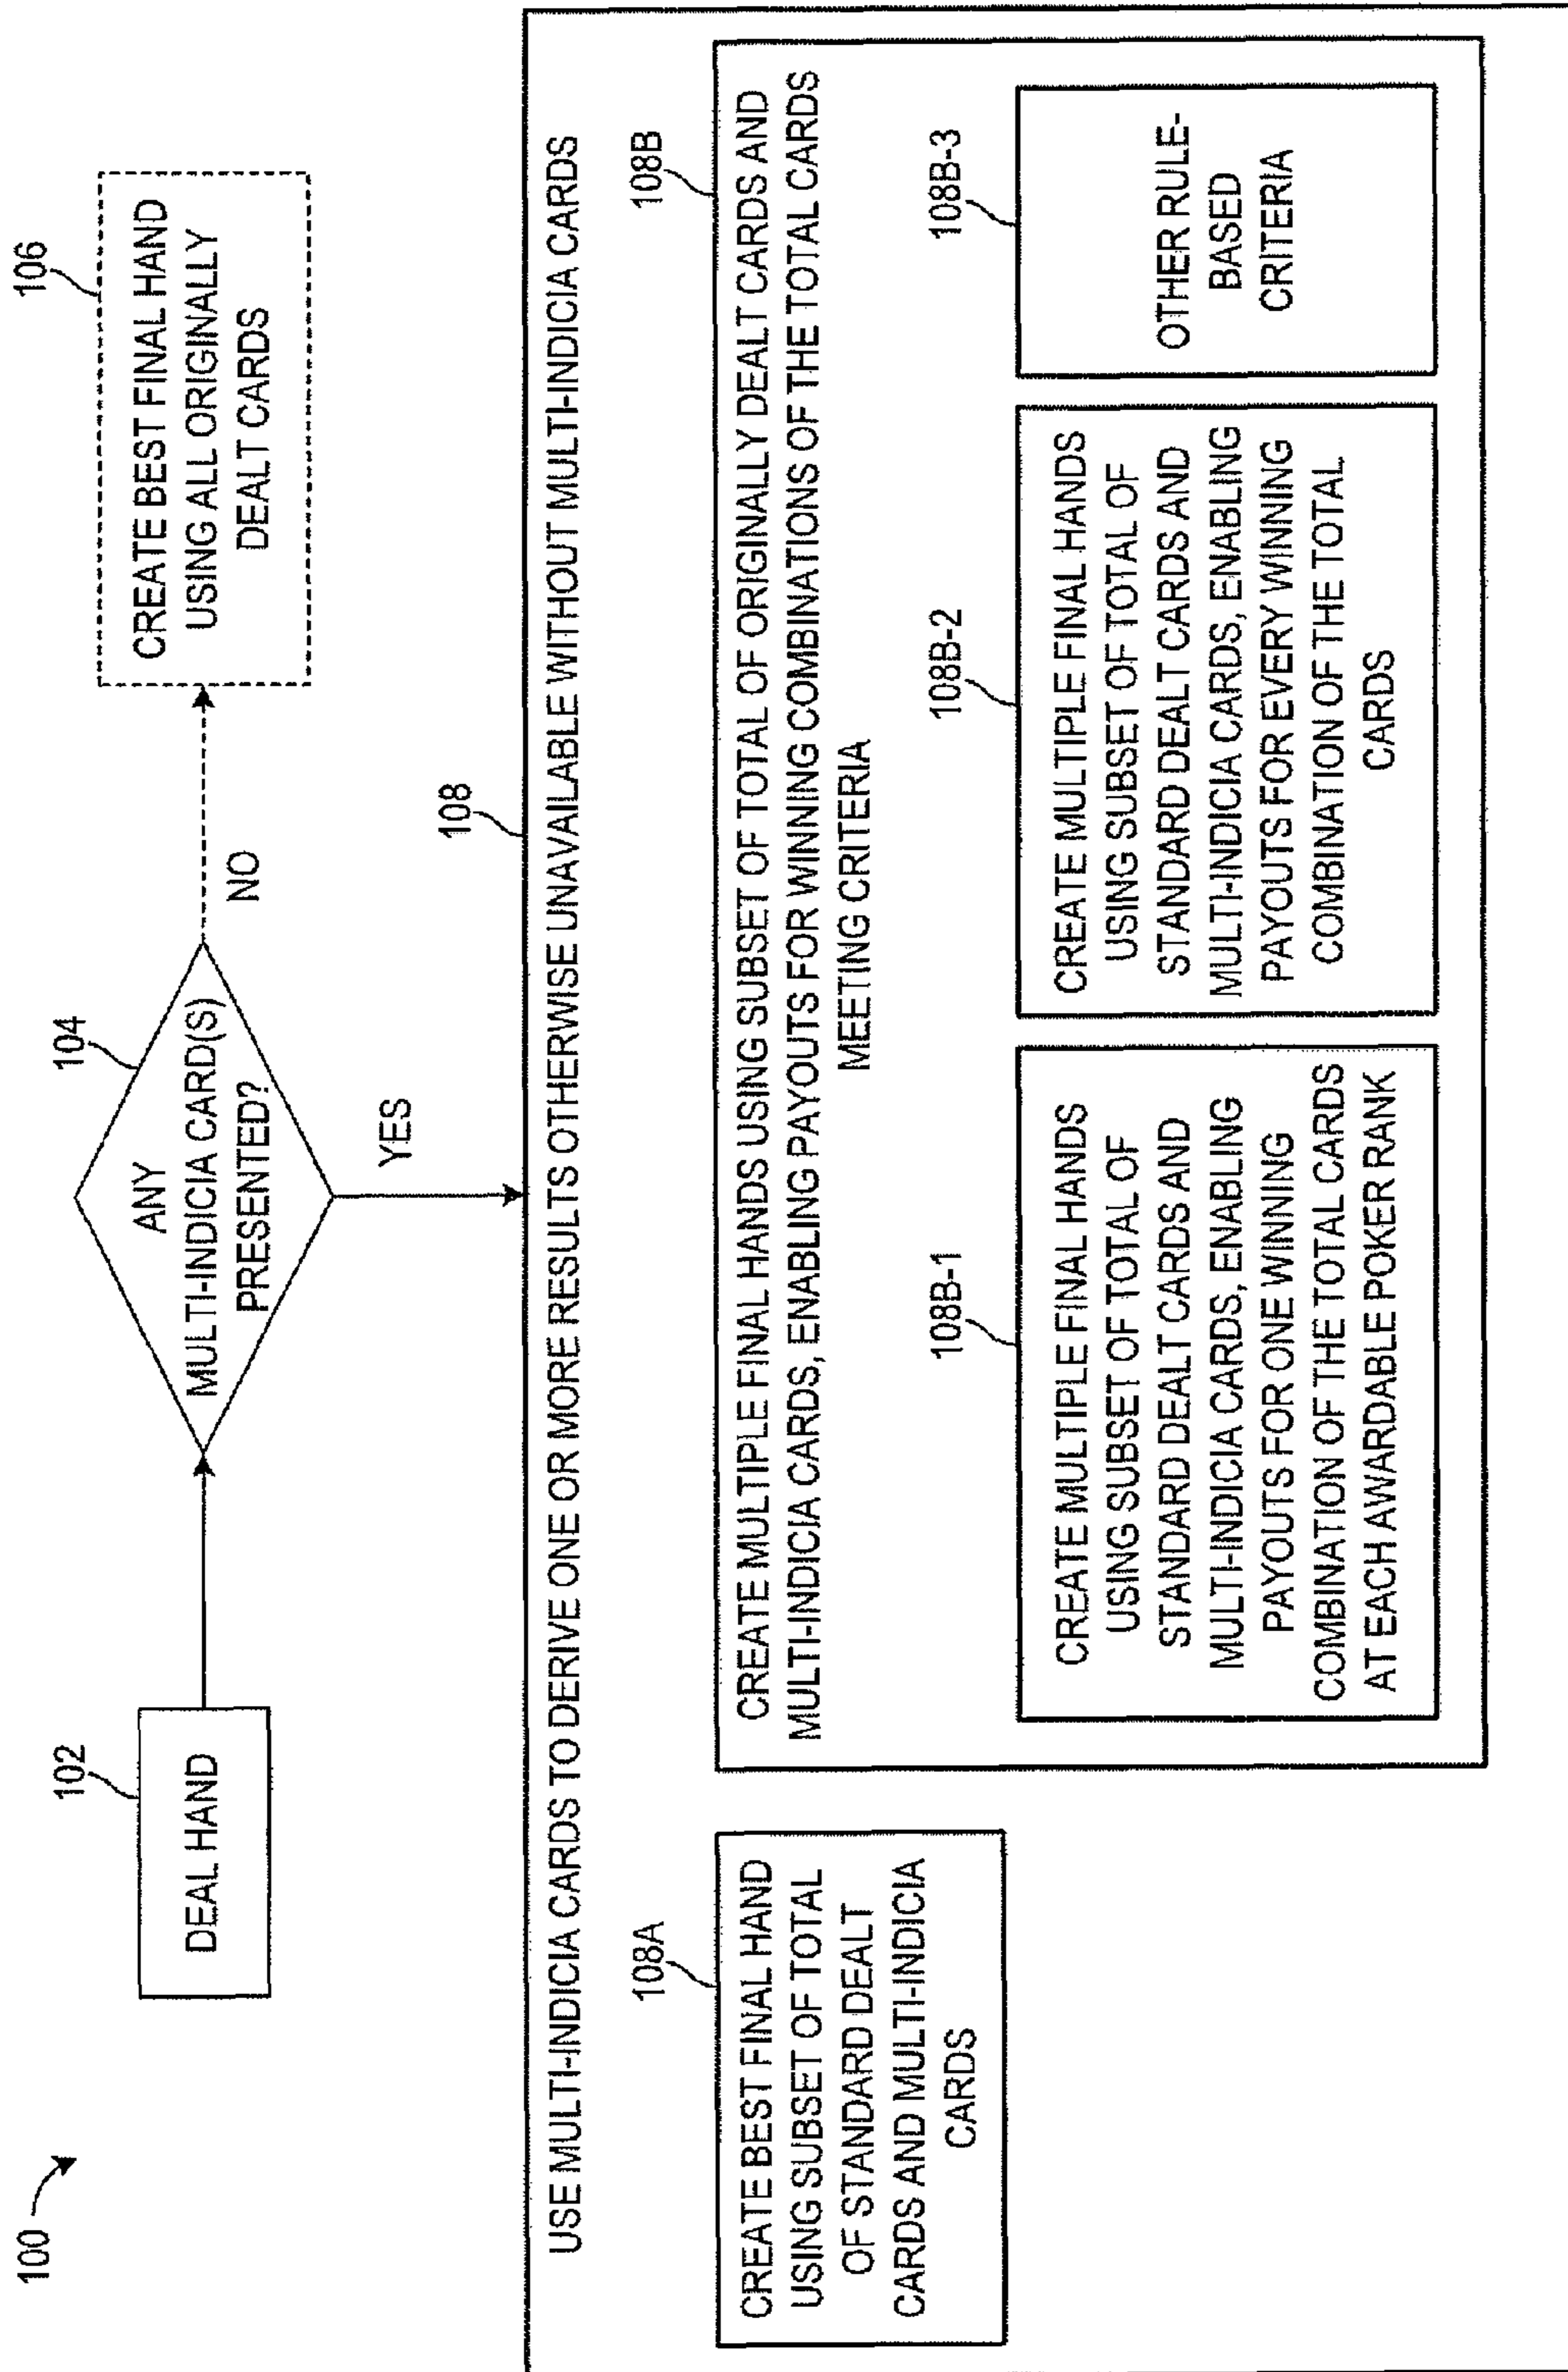 100
102
DEAL HAND
104
ANY
MULTI-INDICIA CARD(S)
PRESENTED?
NO
106
CREATE BEST FINAL HAND
USING ALL ORIGINALLY
DEALT CARDS
YES
108
USE MULTI-INDICIA CARDS TO DERIVE ONE OR MORE RESULTS OTHERWISE UNAVAILABLE WITHOUT MULTI-INDICIA CARDS
108A
CREATE BEST FINAL HAND
USING SUBSET OF TOTAL
OF STANDARD DEALT
CARDS AND MULTI-INDICIA
CARDS
108B
CREATE MULTIPLE FINAL HANDS USING SUBSET OF TOTAL OF ORIGINALLY DEALT CARDS AND
MULTI-INDICIA CARDS, ENABLING PAYOUTS FOR WINNING COMBINATIONS OF THE TOTAL CARDS
MEETING CRITERIA
108B-1
CREATE MULTIPLE FINAL HANDS
USING SUBSET OF TOTAL OF
STANDARD DEALT CARDS AND
MULTI-INDICIA CARDS, ENABLING
PAYOUTS FOR ONE WINNING
COMBINATION OF THE TOTAL CARDS
AT EACH AWARDABLE POKER RANK
108B-2
CREATE MULTIPLE FINAL HANDS
USING SUBSET OF TOTAL OF
STANDARD DEALT CARDS AND
MULTI-INDICIA CARDS, ENABLING
PAYOUTS FOR EVERY WINNING
COMBINATION OF THE TOTAL
CARDS
108B-3
OTHER RULE-
BASED
CRITERIA